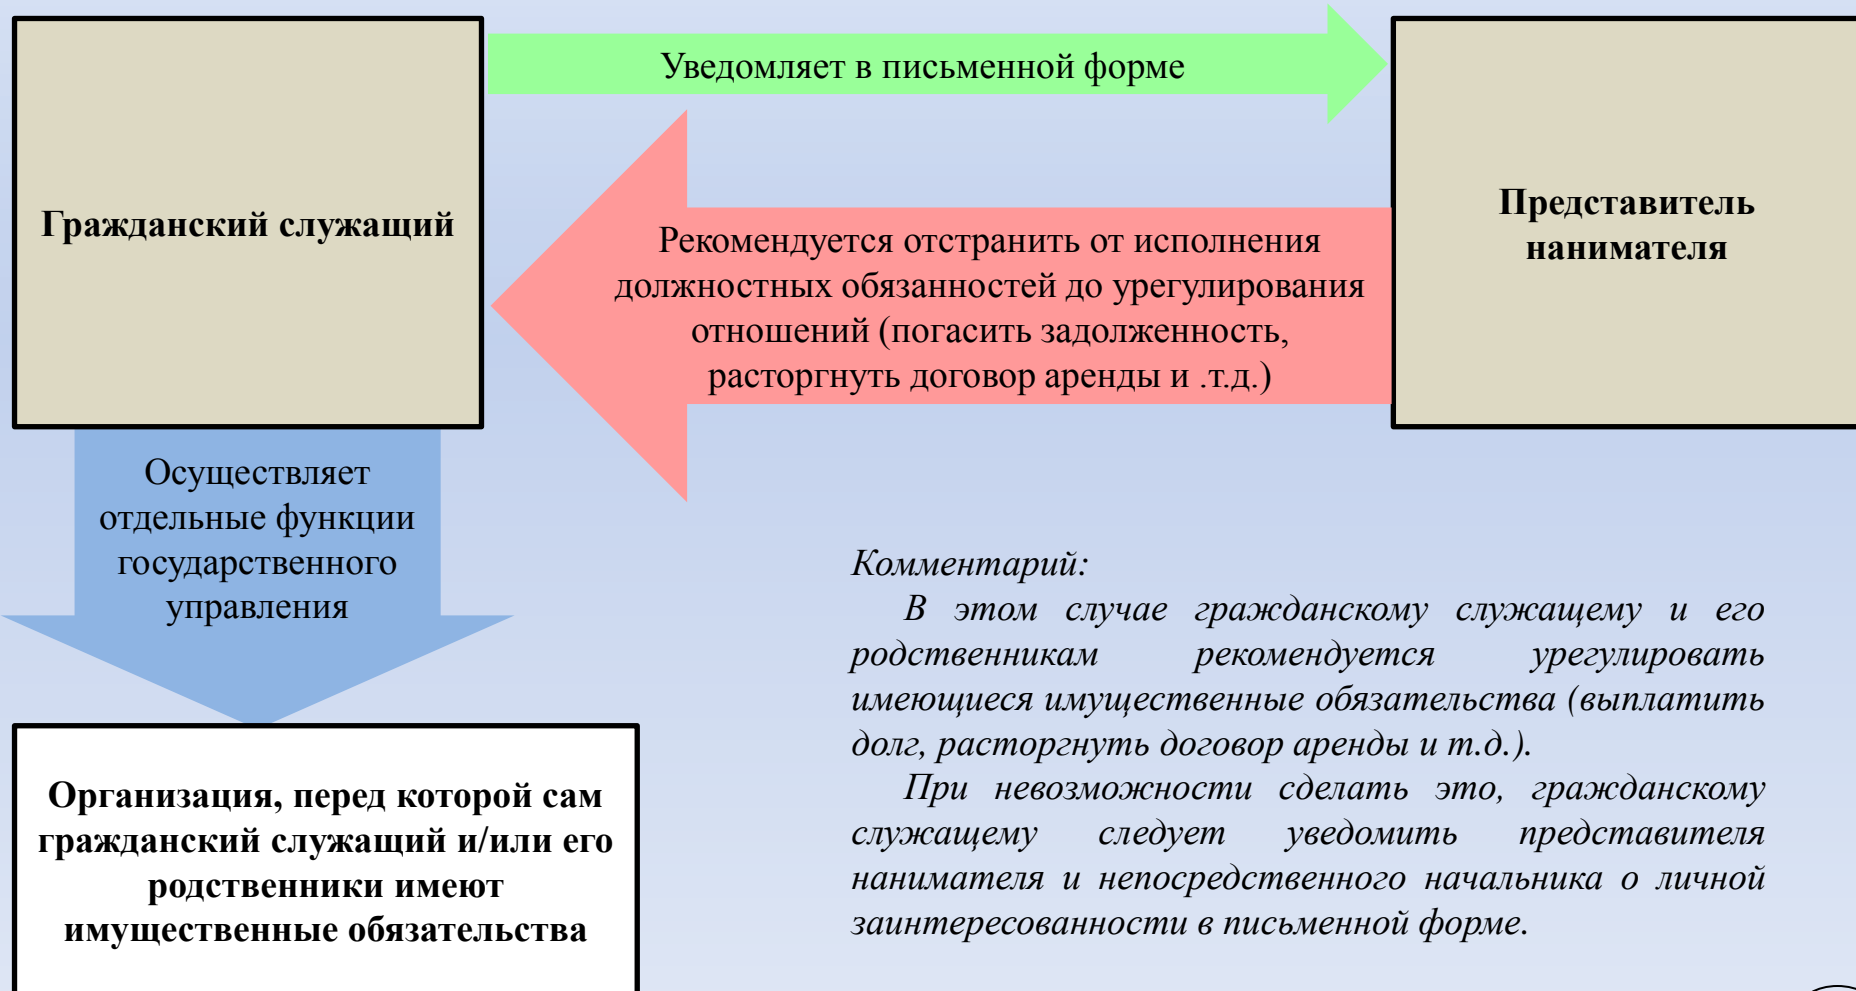 Уведомляет в письменной форме
Гражданский служащий
Представитель
нанимателя
Рекомендуется отстранить от исполнения
должностных обязанностей до урегулирования
отношений (погасить задолженность,
расторгнуть договор аренды и .т.д.)
Осуществляет
отдельные функции
государственного
управления
Организация, перед которой сам
гражданский служащий и/или его
родственники имеют
имущественные обязательства
Комментарий:
В этом случае гражданскому служащему и его
родственникам рекомендуется урегулировать
имеющиеся имущественные обязательства (выплатить
долг, расторгнуть договор аренды и т.д.).
При невозможности сделать это, гражданскому
служащему следует уведомить представителя
нанимателя и непосредственного начальника о личной
заинтересованности в письменной форме.